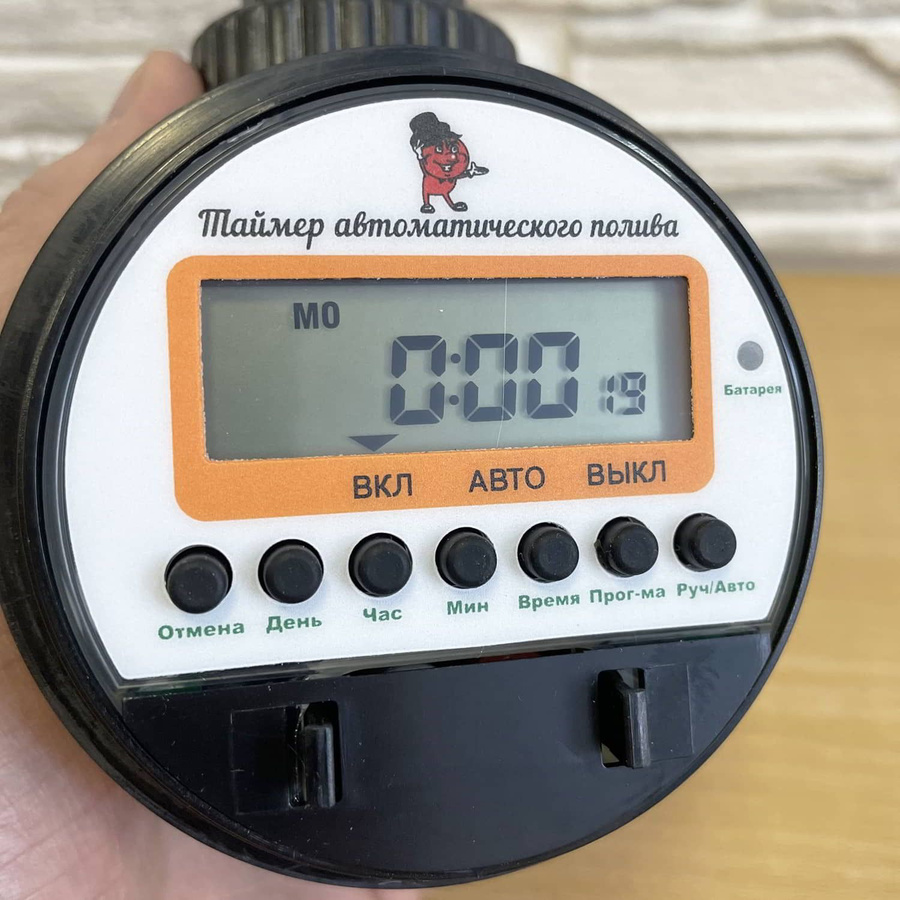 Таймер автоматического полива
MO
0:00 19
Батарея
ВКЛ АВТО ВЫКЛ
Отмена День Час Мин Время Прог-ма Руч/Авто